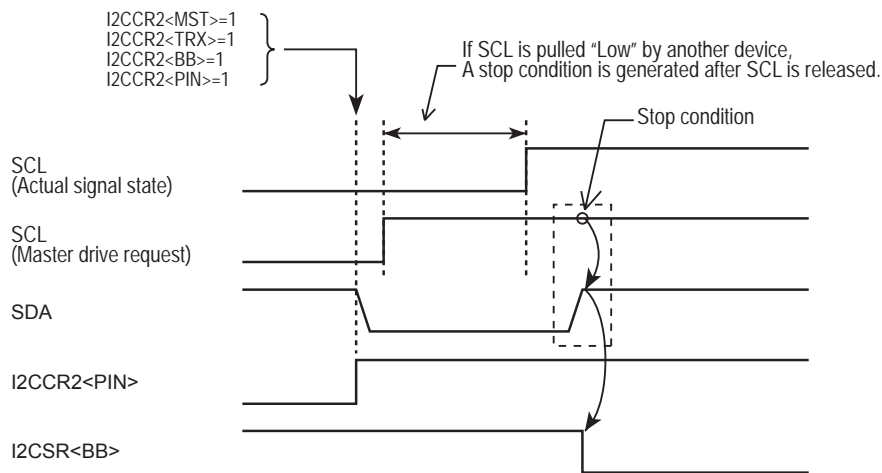 I2CCR2<MST>=1
I2CCR2<TRX>=1
I2CCR2<BB>=1
I2CCR2<PIN>=1
If SCL is pulled “Low” by another device,
A stop condition is generated after SCL is released.
Stop condition
SCL
(Actual signal state)
SCL
(Master drive request)
SDA
I2CCR2<PIN>
I2CSR<BB>